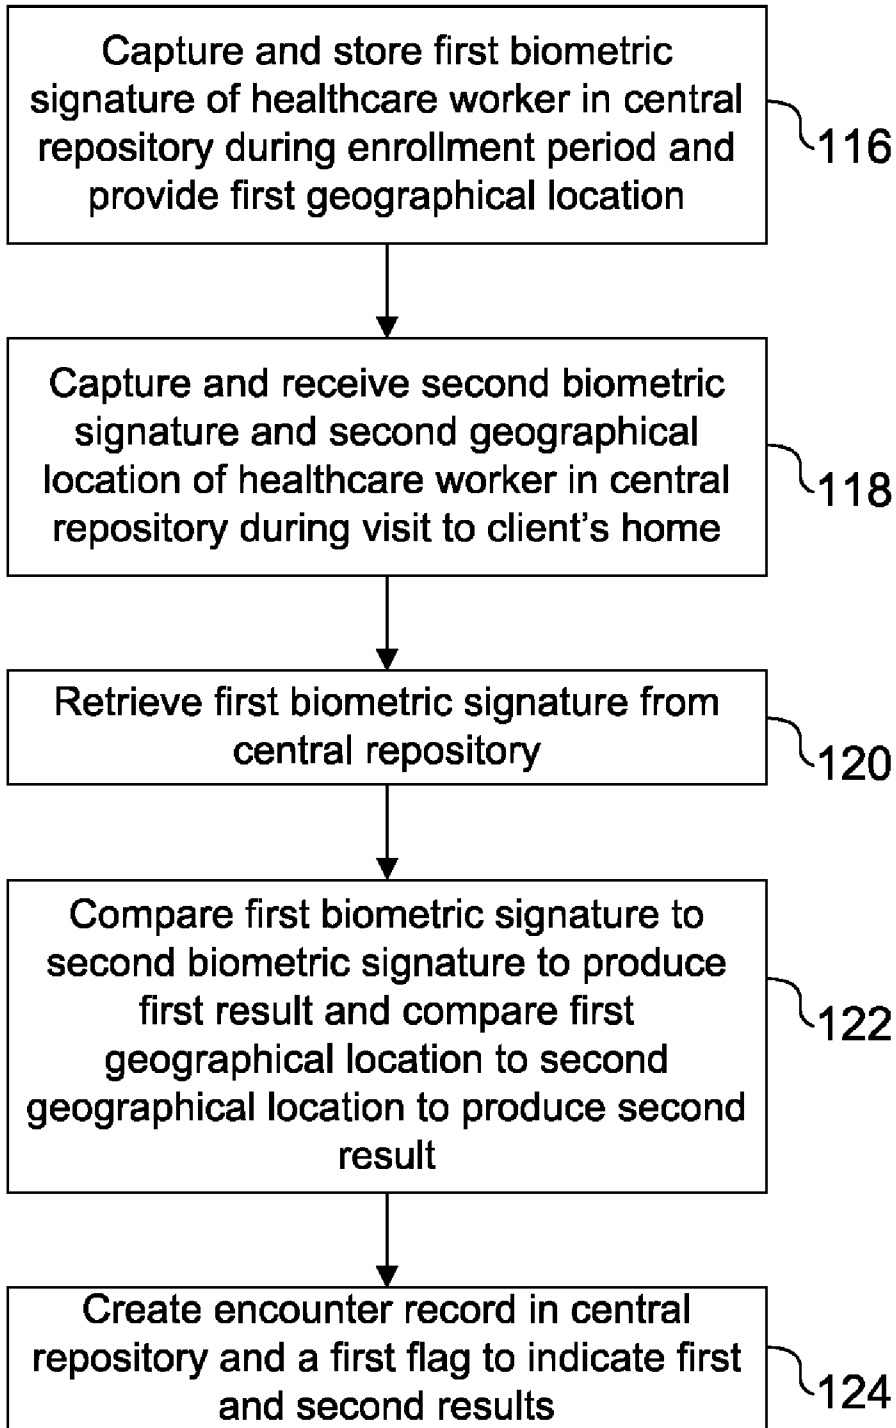 Capture and store first biometric
signature of healthcare worker in central
repository during enrollment period and
provide first geographical location
116
Capture and receive second biometric
signature and second geographical
location of healthcare worker in central
repository during visit to client’s home
118
Retrieve first biometric signature from
central repository
120
Compare first biometric signature to
second biometric signature to produce
first result and compare first
geographical location to second
geographical location to produce second
result
122
Create encounter record in central
repository and a first flag to indicate first
and second results
124